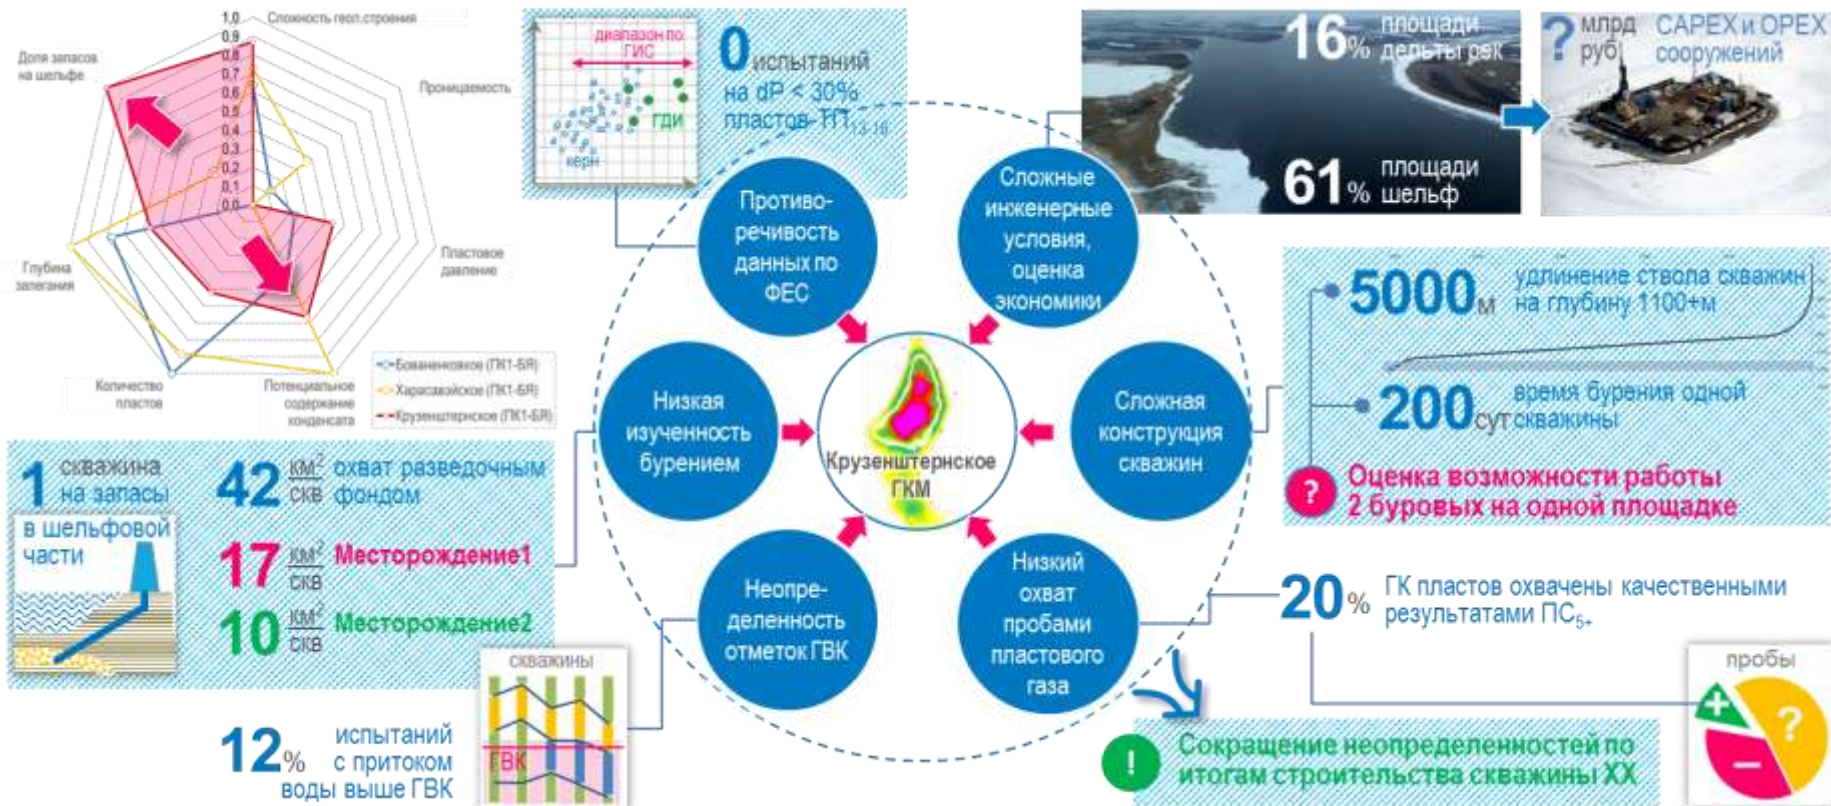 1,0
0,9
0,8
0,7
0,6
0,5
0,4
0,3
0,2
0,1
0,0
Сложность геол.строения
Проницаемость
Пластовое
давление
Потенциальное
содержание
конденсата
Количество
пластов
Глубина
залегания
Доля запасов
на шельфе
Бованенковое (ПК1-БЯ)
Харасавэйское (ПК1-БЯ)
Крузенштернское (ПК1-БЯ)
диапазон по
ГИС
ГДИ
керн
0 испытаний
на dP < 30%
пластов ТП13-16
16% площади
дельты рек
61% площади
шельф
? млрд
руб
CAPEX и OPEX
сооружений
Противо-
речивость
данных по
ФЕС
Сложные
инженерные
условия,
оценка
экономики
Низкая
изученность
бурением
Крузенштернское
ГКМ
Сложная
конструкция
скважин
Неопре-
деленность
отметок ГВК
Низкий
охват
пробами
пластового
газа
5000м удлинение ствола скважин
на глубину 1100+м
200сут время бурения одной
скважины
? Оценка возможности работы
2 буровых на одной площадке
1 скважина
на запасы
в шельфовой
части
42 км²/скв охват разведочным
фондом
17 км²/скв Месторождение1
10 км²/скв Месторождение2
12% испытаний
с притоком
воды выше ГВК
скважины
ГВК
20% ГК пластов охвачены качественными
результатами ПС5+
пробы
+
?
−
! Сокращение неопределенностей по
итогам строительства скважины ХХ